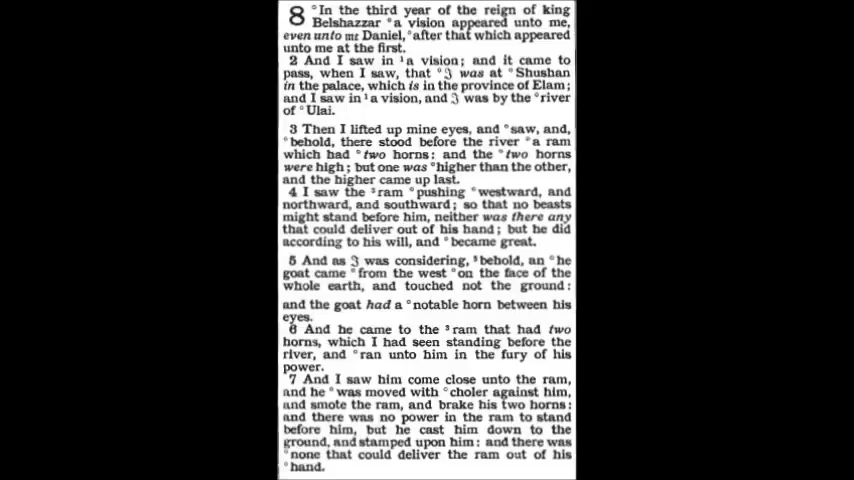 8 °In the third year of the reign of king
Belshazzar °a vision appeared unto me,
even unto me Daniel, °after that which appeared
unto me at the first.
2 And I saw in ¹a vision; and it came to
pass, when I saw, that °ℑ was at °Shushan
in the palace, which is in the province of Elam;
and I saw in ¹a vision, and ℑ was by the °river
of °Ulai.
3 Then I lifted up mine eyes, and °saw, and,
°behold, there stood before the river °a ram
which had °two horns: and the °two horns
were high; but one was °higher than the other,
and the higher came up last.
4 I saw the ³ram °pushing °westward, and
northward, and southward; so that no beasts
might stand before him, neither was there any
that could deliver out of his hand; but he did
according to his will, and °became great.
5 And as ℑ was considering, ³behold, an °he
goat came °from the west °on the face of the
whole earth, and touched not the ground:
and the goat had a °notable horn between his
eyes.
6 And he came to the ³ram that had two
horns, which I had seen standing before the
river, and °ran unto him in the fury of his
power.
7 And I saw him come close unto the ram,
and he °was moved with °choler against him,
and smote the ram, and brake his two horns:
and there was no power in the ram to stand
before him, but he cast him down to the
ground, and stamped upon him: and there was
°none that could deliver the ram out of his
°hand.